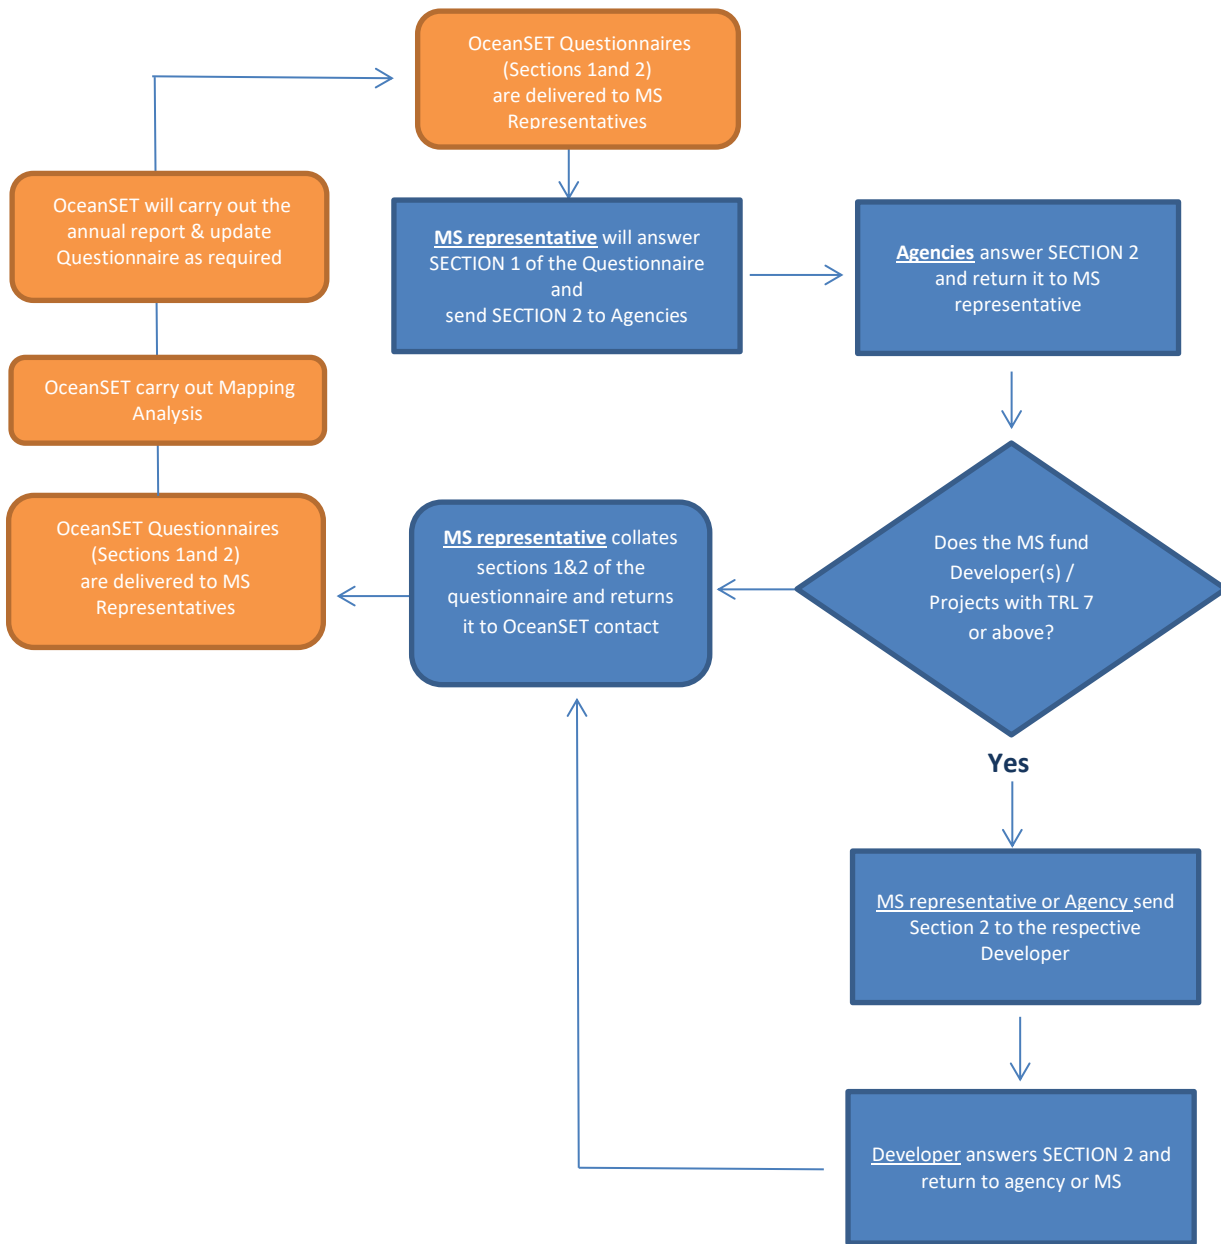 OceanSET Questionnaires
(Sections 1and 2)
are delivered to MS
Representatives
OceanSET will carry out the
annual report & update
Questionnaire as required
MS representative will answer
SECTION 1 of the Questionnaire
and
send SECTION 2 to Agencies
Agencies answer SECTION 2
and return it to MS
representative
OceanSET carry out Mapping
Analysis
OceanSET Questionnaires
(Sections 1and 2)
are delivered to MS
Representatives
MS representative collates
sections 1&2 of the
questionnaire and returns
it to OceanSET contact
Does the MS fund
Developer(s) /
Projects with TRL 7
or above?
Yes
MS representative or Agency send
Section 2 to the respective
Developer
Developer answers SECTION 2 and
return to agency or MS